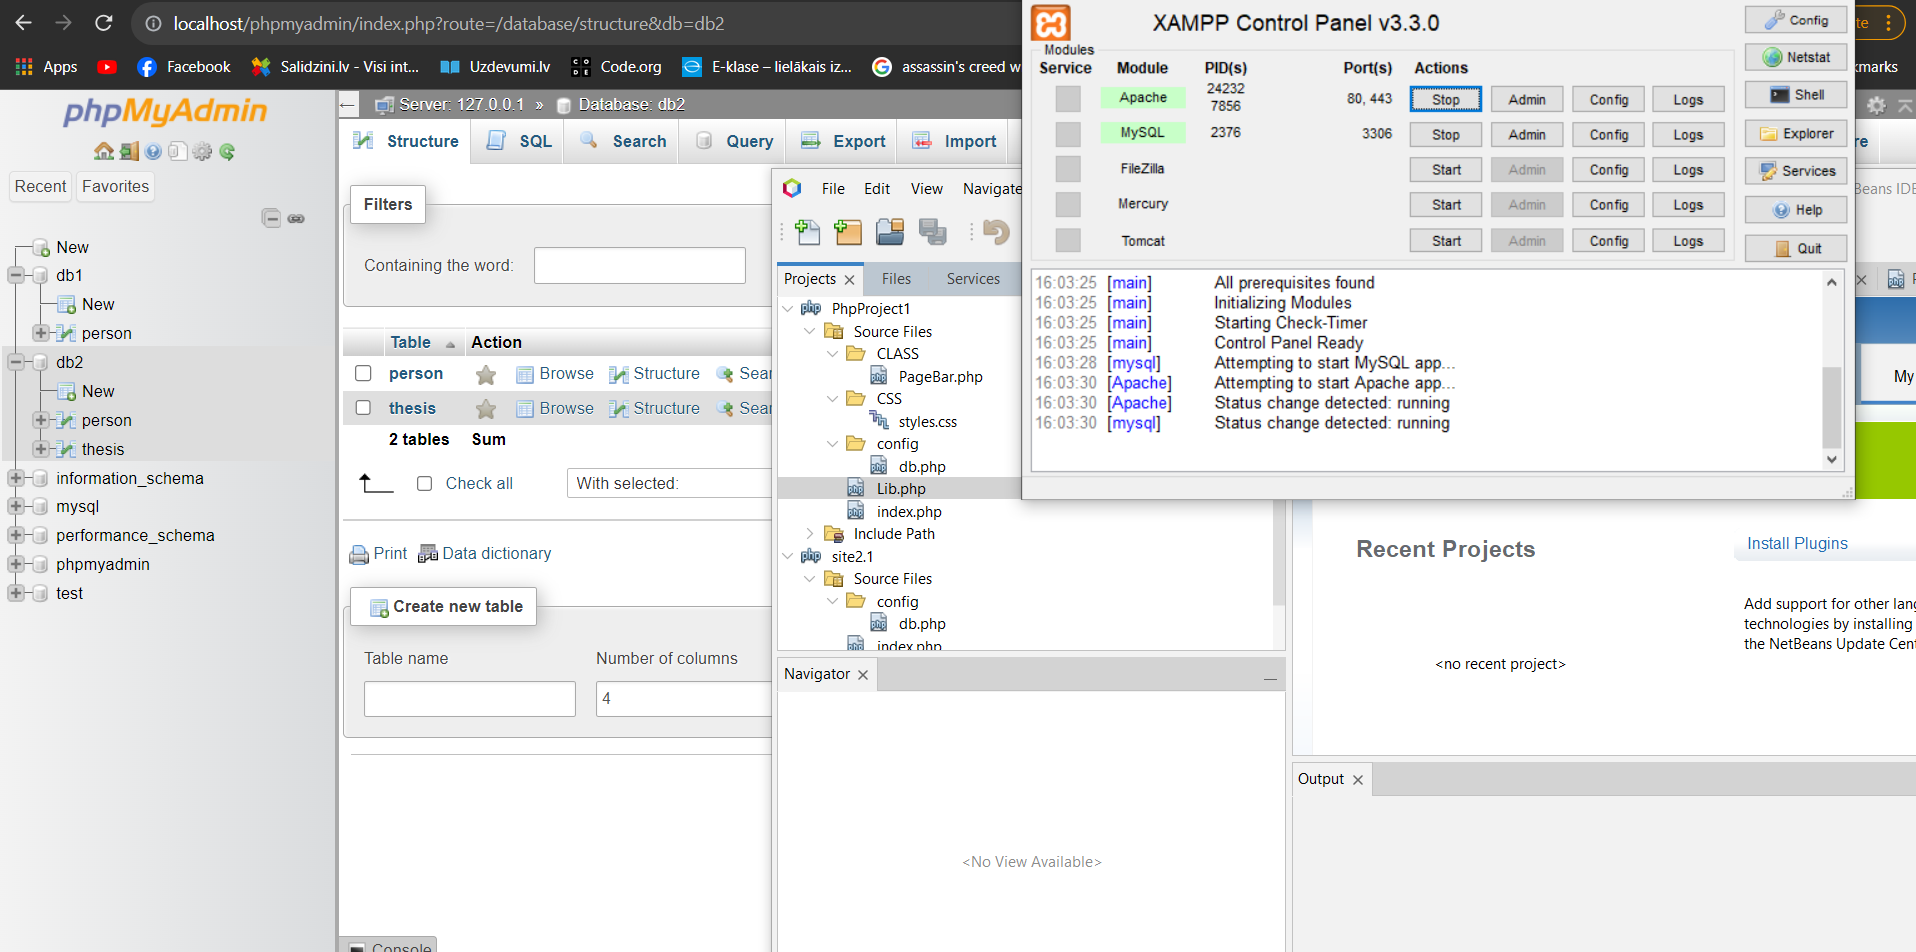 localhost/phpmyadmin/index.php?route=/database/structure&db=db2
Apps
Facebook
Salidzini.lv - Visi int...
Uzdevumi.lv
CODE
Code.org
E-klase – lielākais iz...
assassin's creed w
phpMyAdmin
Recent
Favorites
New
db1
New
person
db2
New
person
thesis
information_schema
mysql
performance_schema
phpmyadmin
test
Server: 127.0.0.1 » Database: db2
Structure
SQL
Search
Query
Export
Import
Filters
Containing the word:
Table
Action
person
Browse
Structure
Sear
thesis
Browse
Structure
Sear
2 tables
Sum
Check all
With selected:
Print
Data dictionary
Create new table
Table name
Number of columns
4
Console
File
Edit
View
Navigate
Projects
Files
Services
PhpProject1
Source Files
CLASS
PageBar.php
CSS
styles.css
config
db.php
Lib.php
index.php
Include Path
site2.1
Source Files
config
db.php
index.php
Navigator
<No View Available>
XAMPP Control Panel v3.3.0
Modules
Service Module PID(s) Port(s) Actions
Apache 24232 7856 80, 443 Stop Admin Config Logs
MySQL 2376 3306 Stop Admin Config Logs
FileZilla Start Admin Config Logs
Mercury Start Admin Config Logs
Tomcat Start Admin Config Logs
Config
Netstat
Shell
Explorer
Services
Help
Quit
16:03:25 [main] All prerequisites found
16:03:25 [main] Initializing Modules
16:03:25 [main] Starting Check-Timer
16:03:25 [main] Control Panel Ready
16:03:28 [mysql] Attempting to start MySQL app...
16:03:30 [Apache] Attempting to start Apache app...
16:03:30 [Apache] Status change detected: running
16:03:30 [mysql] Status change detected: running
te
kmarks
re
Beans IDE
My
Recent Projects
<no recent project>
Install Plugins
Add support for other lang
technologies by installing
the NetBeans Update Cent
Output